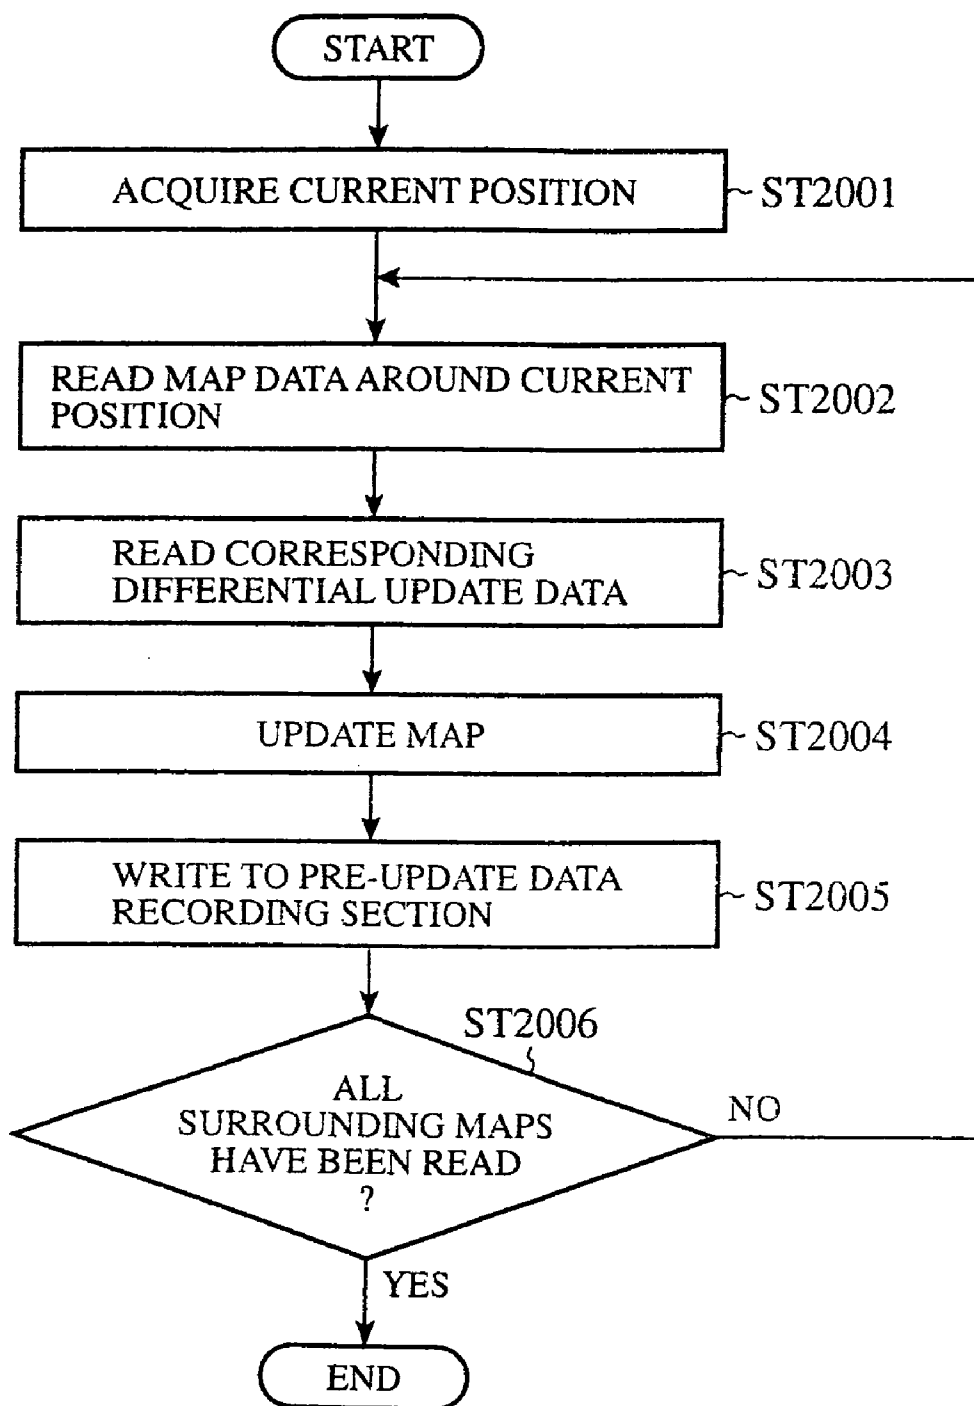 START
ACQUIRE CURRENT POSITION
ST2001
READ MAP DATA AROUND CURRENT
POSITION
ST2002
READ CORRESPONDING
DIFFERENTIAL UPDATE DATA
ST2003
UPDATE MAP
ST2004
WRITE TO PRE-UPDATE DATA
RECORDING SECTION
ST2005
ST2006
ALL
SURROUNDING MAPS
HAVE BEEN READ
?
NO
YES
END